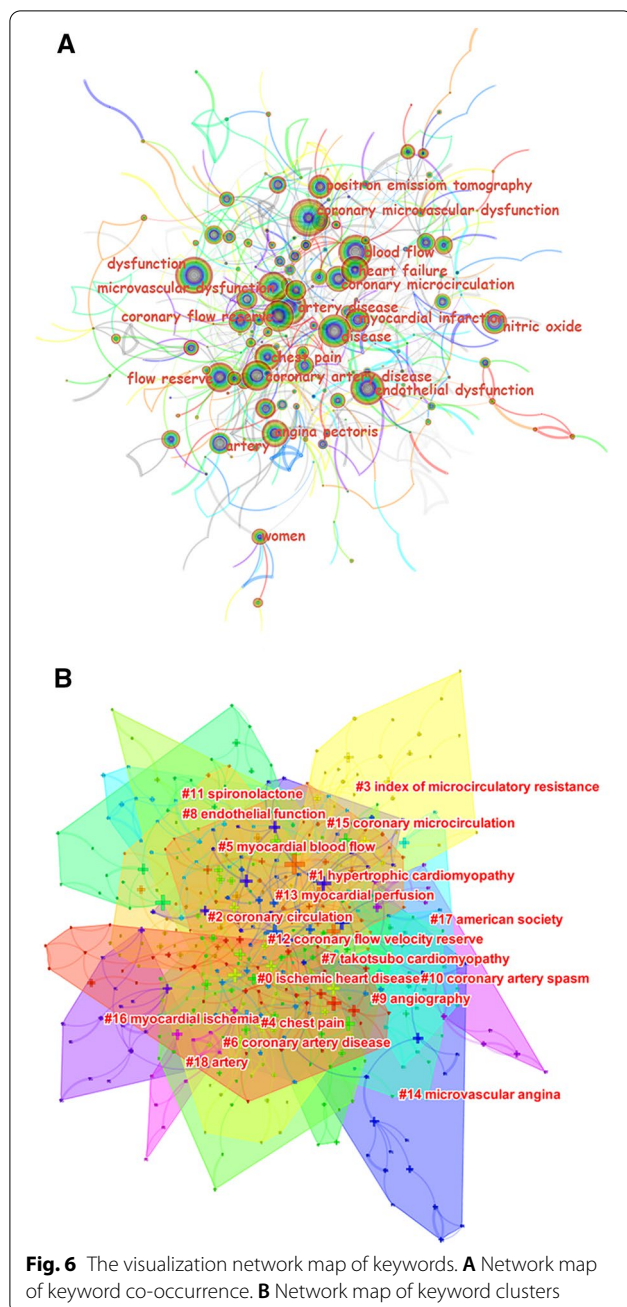 A
positron emissiom tomography
coronary microvascular dysfunction
blood flow
dysfunction
heart failure
microvascular dysfunction
coronary microcirculation
artery disease
coronary flow reserve
myocardial infarction
nitric oxide
disease
chest pain
flow reserve
coronary artery disease
endothelial dysfunction
angina pectoris
artery
women
B
#3 index of microcirculatory resistance
#11 spironolactone
#8 endothelial function
#15 coronary microcirculation
#5 myocardial blood flow
#1 hypertrophic cardiomyopathy
#13 myocardial perfusion
#2 coronary circulation
#17 american society
#12 coronary flow velocity reserve
#7 takotsubo cardiomyopathy
#0 ischemic heart disease
#10 coronary artery spasm
#9 angiography
#16 myocardial ischemia
#4 chest pain
#6 coronary artery disease
#18 artery
#14 microvascular angina
Fig. 6 The visualization network map of keywords. A Network map
of keyword co-occurrence. B Network map of keyword clusters